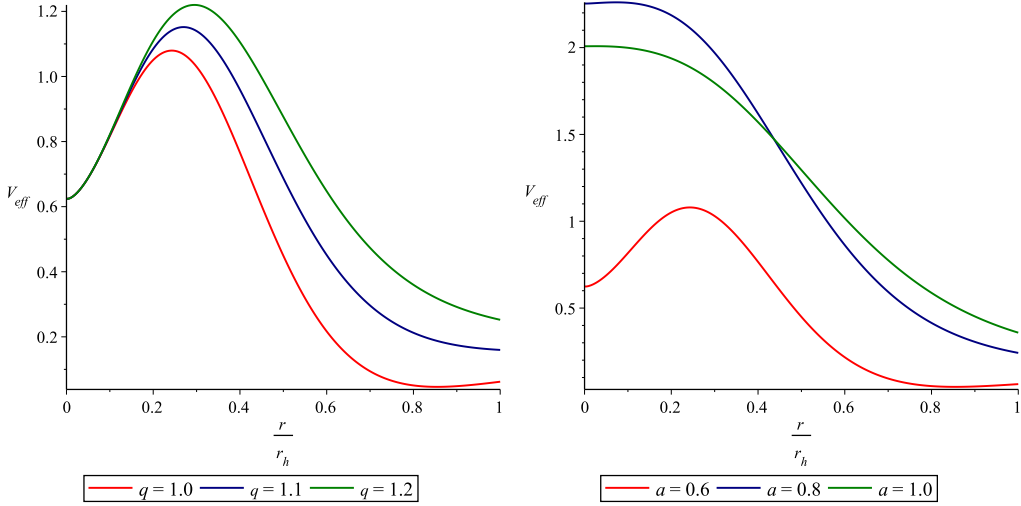 1.2
1.0
0.8
V_eff
0.6
0.4
0.2
0 0.2 0.4 0.6 0.8 1
r
r_h
q = 1.0 q = 1.1 q = 1.2
2
1.5
V_eff
1
0.5
0 0.2 0.4 0.6 0.8 1
r
r_h
a = 0.6 a = 0.8 a = 1.0